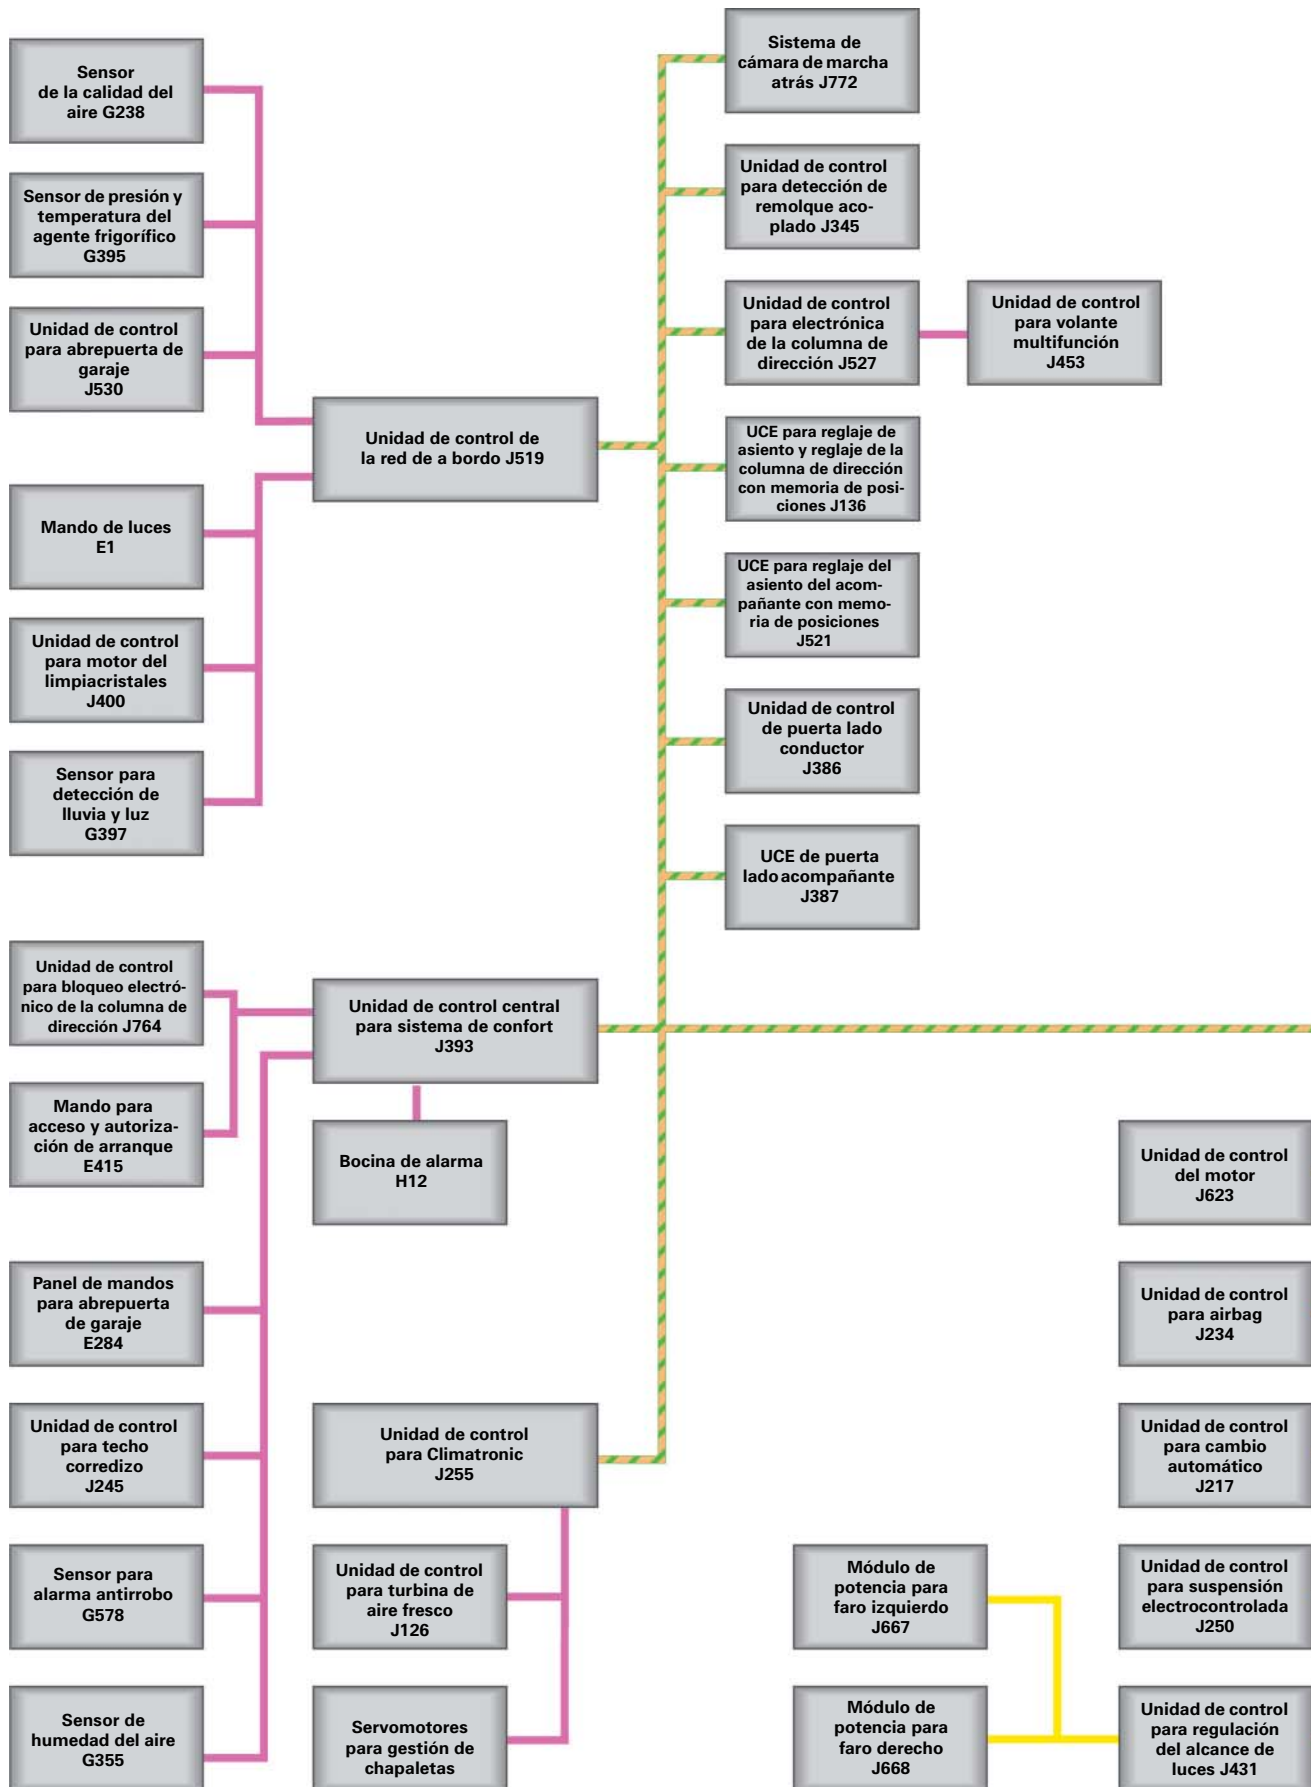 Sensor
de la calidad del
aire G238
Sensor de presión y
temperatura del
agente frigorífico
G395
Unidad de control
para abrepuerta de
garaje
J530
Unidad de control de
la red de a bordo J519
Mando de luces
E1
Unidad de control
para motor del
limpiacristales
J400
Sensor para
detección de
lluvia y luz
G397
Sistema de
cámara de marcha
atrás J772
Unidad de control
para detección de
remolque aco-
plado J345
Unidad de control
para electrónica
de la columna de
dirección J527
Unidad de control
para volante
multifunción
J453
UCE para reglaje de
asiento y reglaje de la
columna de dirección
con memoria de posi-
ciones J136
UCE para reglaje del
asiento del acom-
pañante con memo-
ria de posiciones
J521
Unidad de control
de puerta lado
conductor
J386
UCE de puerta
lado acompañante
J387
Unidad de control
para bloqueo electró-
nico de la columna de
dirección J764
Unidad de control central
para sistema de confort
J393
Mando para
acceso y autoriza-
ción de arranque
E415
Bocina de alarma
H12
Panel de mandos
para abrepuerta
de garaje
E284
Unidad de control
para techo
corredizo
J245
Sensor para
alarma antirrobo
G578
Sensor de
humedad del aire
G355
Unidad de control
para Climatronic
J255
Unidad de control
para turbina de
aire fresco
J126
Servomotores
para gestión de
chapaletas
Unidad de control
del motor
J623
Unidad de control
para airbag
J234
Unidad de control
para cambio
automático
J217
Módulo de
potencia para
faro izquierdo
J667
Unidad de control
para suspensión
electrocontrolada
J250
Módulo de
potencia para
faro derecho
J668
Unidad de control
para regulación
del alcance de
luces J431